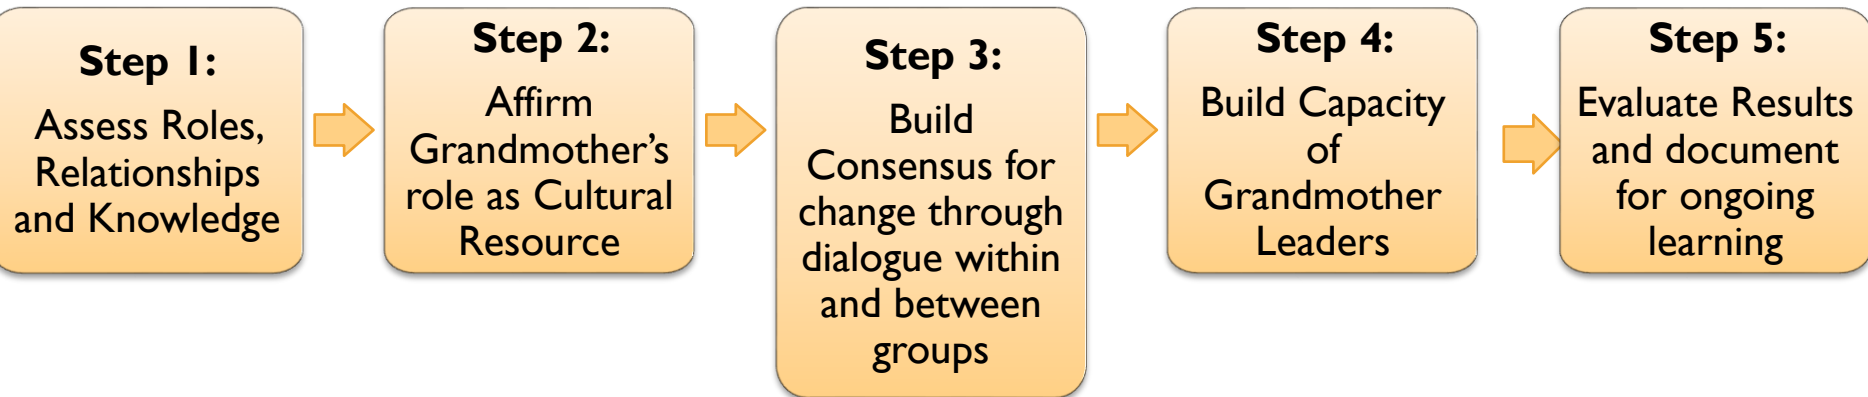 Step 1:
Assess Roles,
Relationships
and Knowledge
Step 2:
Affirm
Grandmother’s
role as Cultural
Resource
Step 3:
Build
Consensus for
change through
dialogue within
and between
groups
Step 4:
Build Capacity
of
Grandmother
Leaders
Step 5:
Evaluate Results
and document
for ongoing
learning